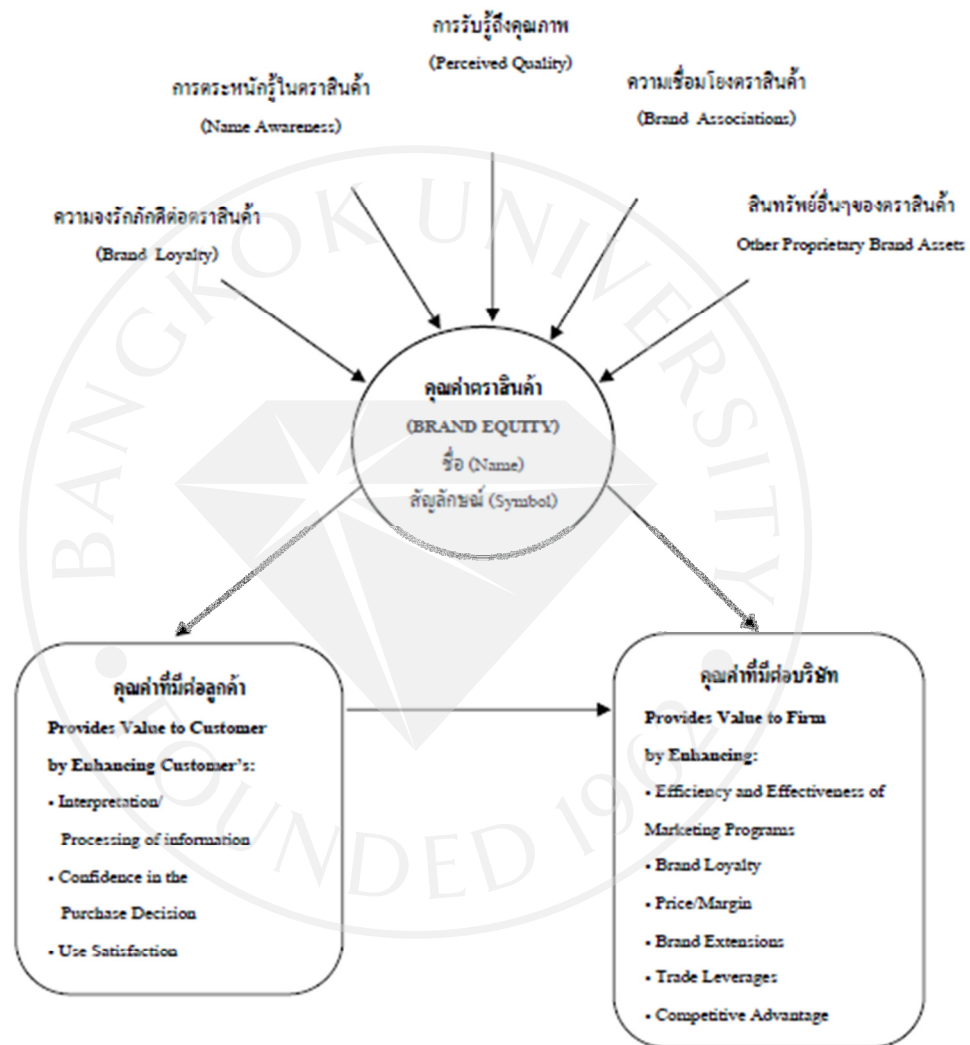 การรับรู้ถึงคุณภาพ
(Perceived Quality)
การตระหนักรู้ในตราสินค้า
(Name Awareness)
ความเชื่อมโยงตราสินค้า
(Brand Associations)
ความจงรักภักดีต่อตราสินค้า
(Brand Loyalty)
สินทรัพย์อื่นๆของตราสินค้า
Other Proprietary Brand Assets
คุณค่าตราสินค้า
(BRAND EQUITY)
ชื่อ (Name)
สัญลักษณ์ (Symbol)
คุณค่าที่มีต่อลูกค้า
Provides Value to Customer
by Enhancing Customer's:
• Interpretation/
Processing of information
• Confidence in the
Purchase Decision
• Use Satisfaction
คุณค่าที่มีต่อบริษัท
Provides Value to Firm
by Enhancing:
• Efficiency and Effectiveness of
Marketing Programs
• Brand Loyalty
• Price/Margin
• Brand Extensions
• Trade Leverages
• Competitive Advantage
BANGKOK UNIVERSITY
FOUNDED 1962